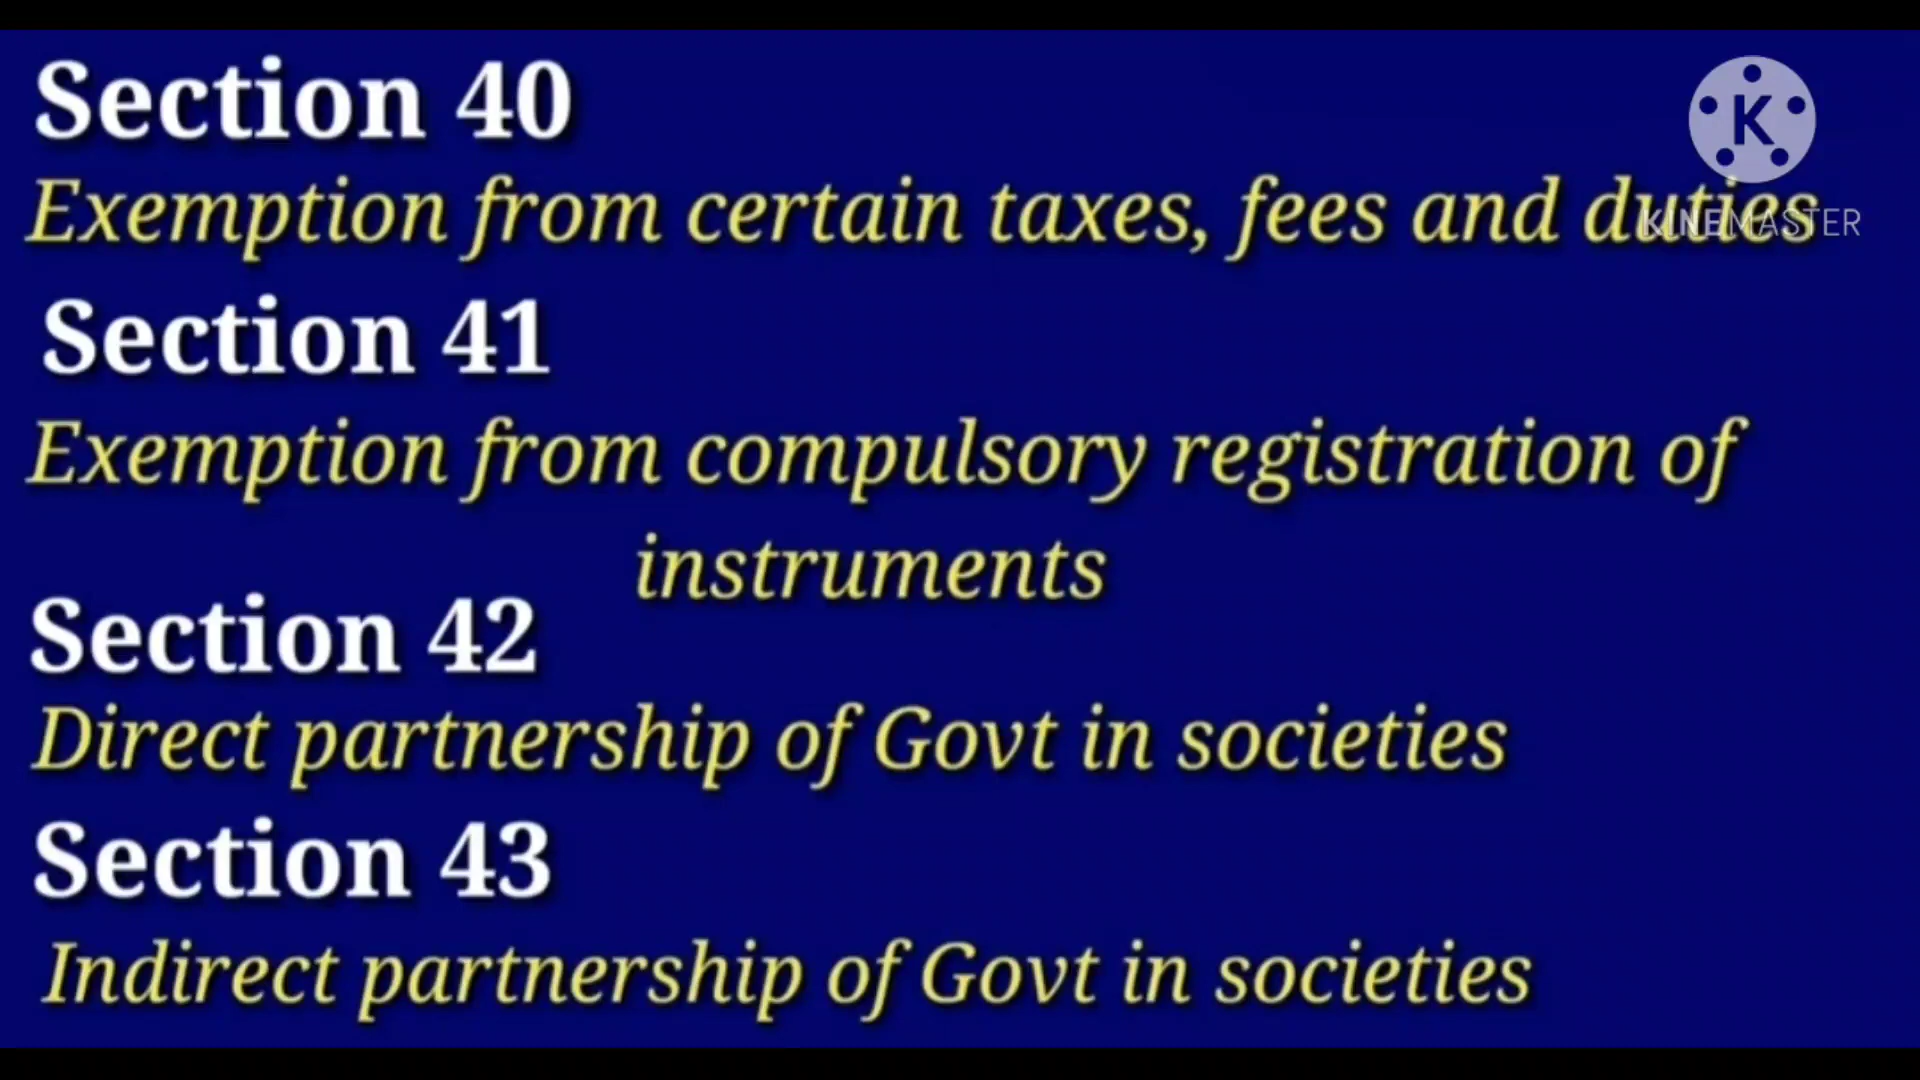 Section 40
K
Exemption from certain taxes, fees and duties
KINEMASTER
Section 41
Exemption from compulsory registration of
instruments
Section 42
Direct partnership of Govt in societies
Section 43
Indirect partnership of Govt in societies